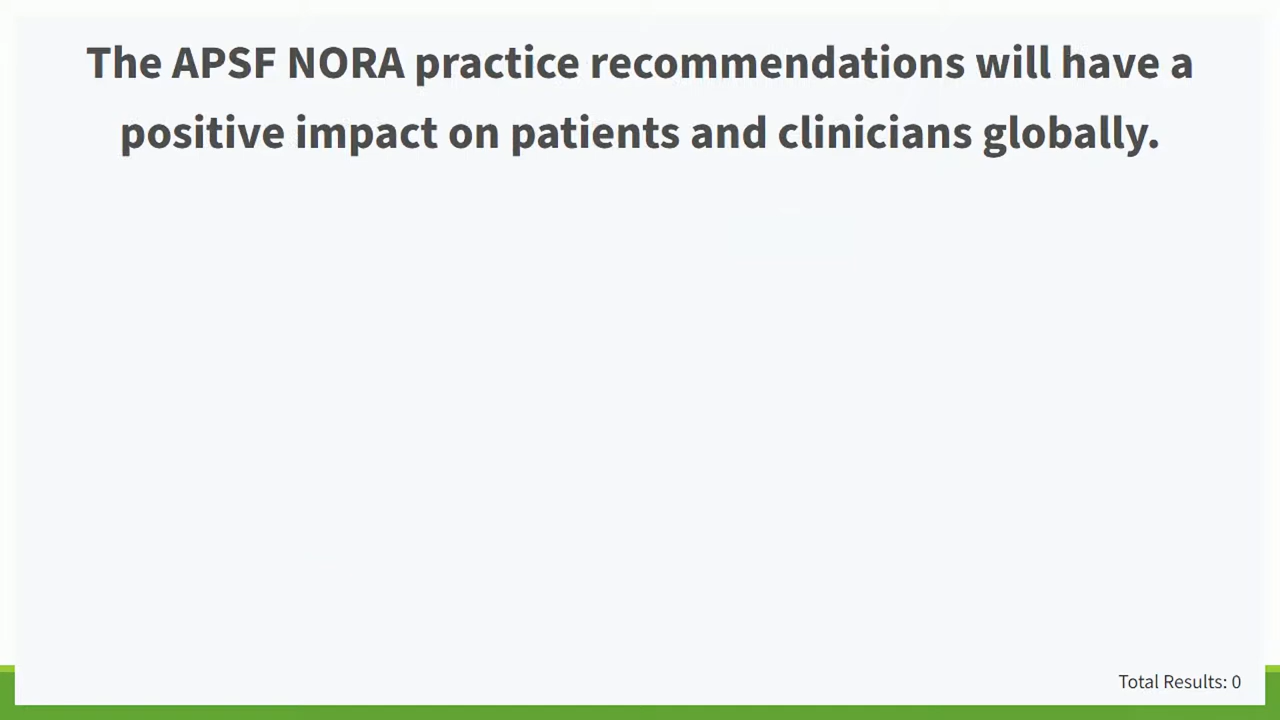 The APSF NORA practice recommendations will have a
positive impact on patients and clinicians globally.
Total Results: 0